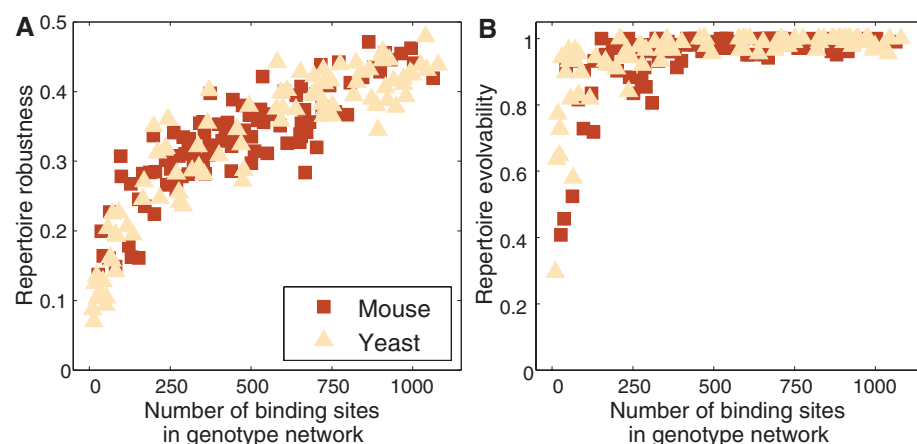 A
Repertoire robustness
0.5
0.4
0.3
0.2
0.1
0
0
250
500
750
1000
Number of binding sites
in genotype network
Mouse
Yeast
B
Repertoire evolvability
1
0.8
0.6
0.4
0.2
0
0
250
500
750
1000
Number of binding sites
in genotype network